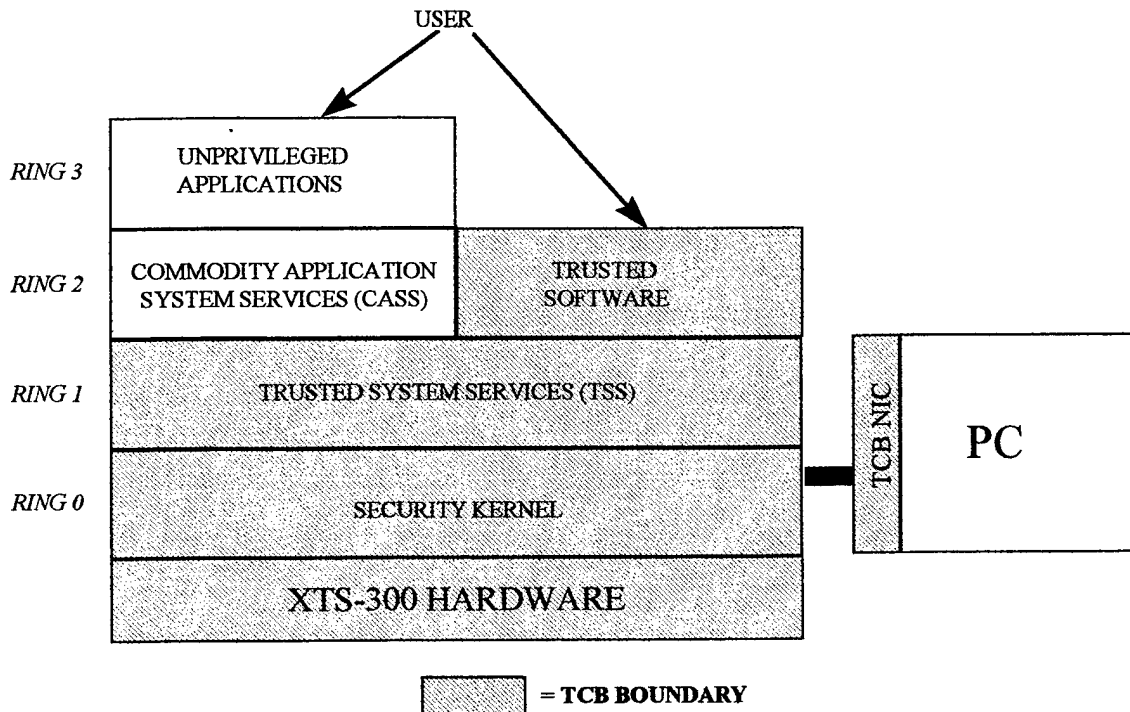 USER
RING 3
UNPRIVILEGED
APPLICATIONS
RING 2
COMMODITY APPLICATION
SYSTEM SERVICES (CASS)
TRUSTED
SOFTWARE
RING 1
TRUSTED SYSTEM SERVICES (TSS)
TCB NIC
PC
RING 0
SECURITY KERNEL
XTS-300 HARDWARE
= TCB BOUNDARY